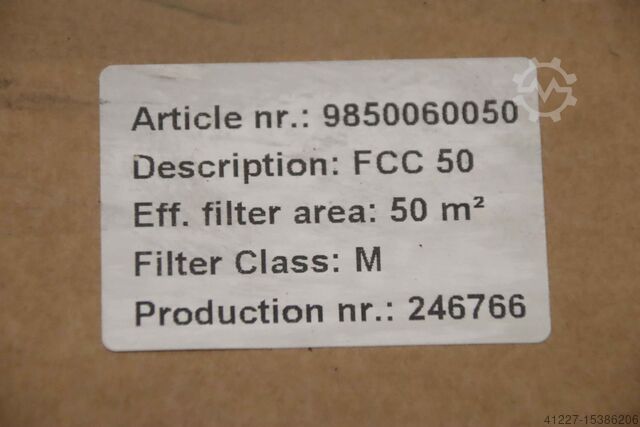 Article nr.: 9850060050
Description: FCC 50
Eff. filter area: 50 m²
Filter Class: M
Production nr.: 246766
41227-15386206